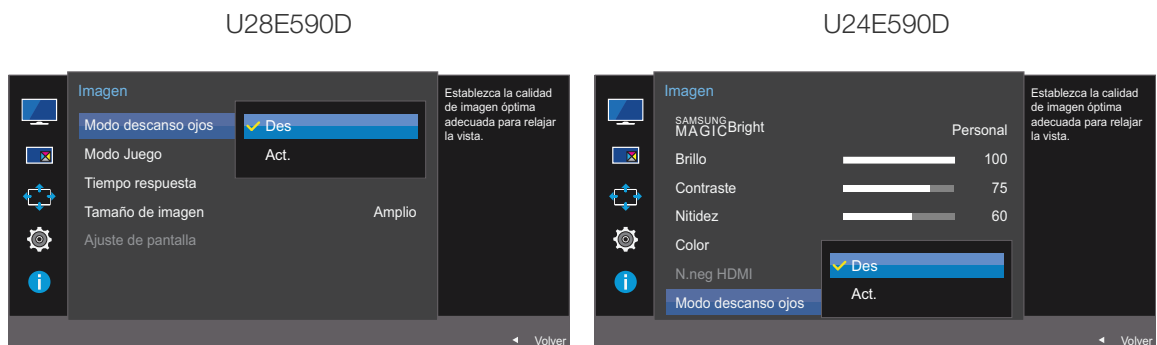 U28E590D
Imagen
Modo descanso ojos
Des
Modo Juego
Act.
Tiempo respuesta
Tamaño de imagen Amplio
Ajuste de pantalla
Establezca la calidad
de imagen óptima
adecuada para relajar
la vista.
Volver
U24E590D
Imagen
SAMSUNG
MAGICBright Personal
Brillo 100
Contraste 75
Nitidez 60
Color
Des
N.neg HDMI
Act.
Modo descanso ojos
Establezca la calidad
de imagen óptima
adecuada para relajar
la vista.
Volver